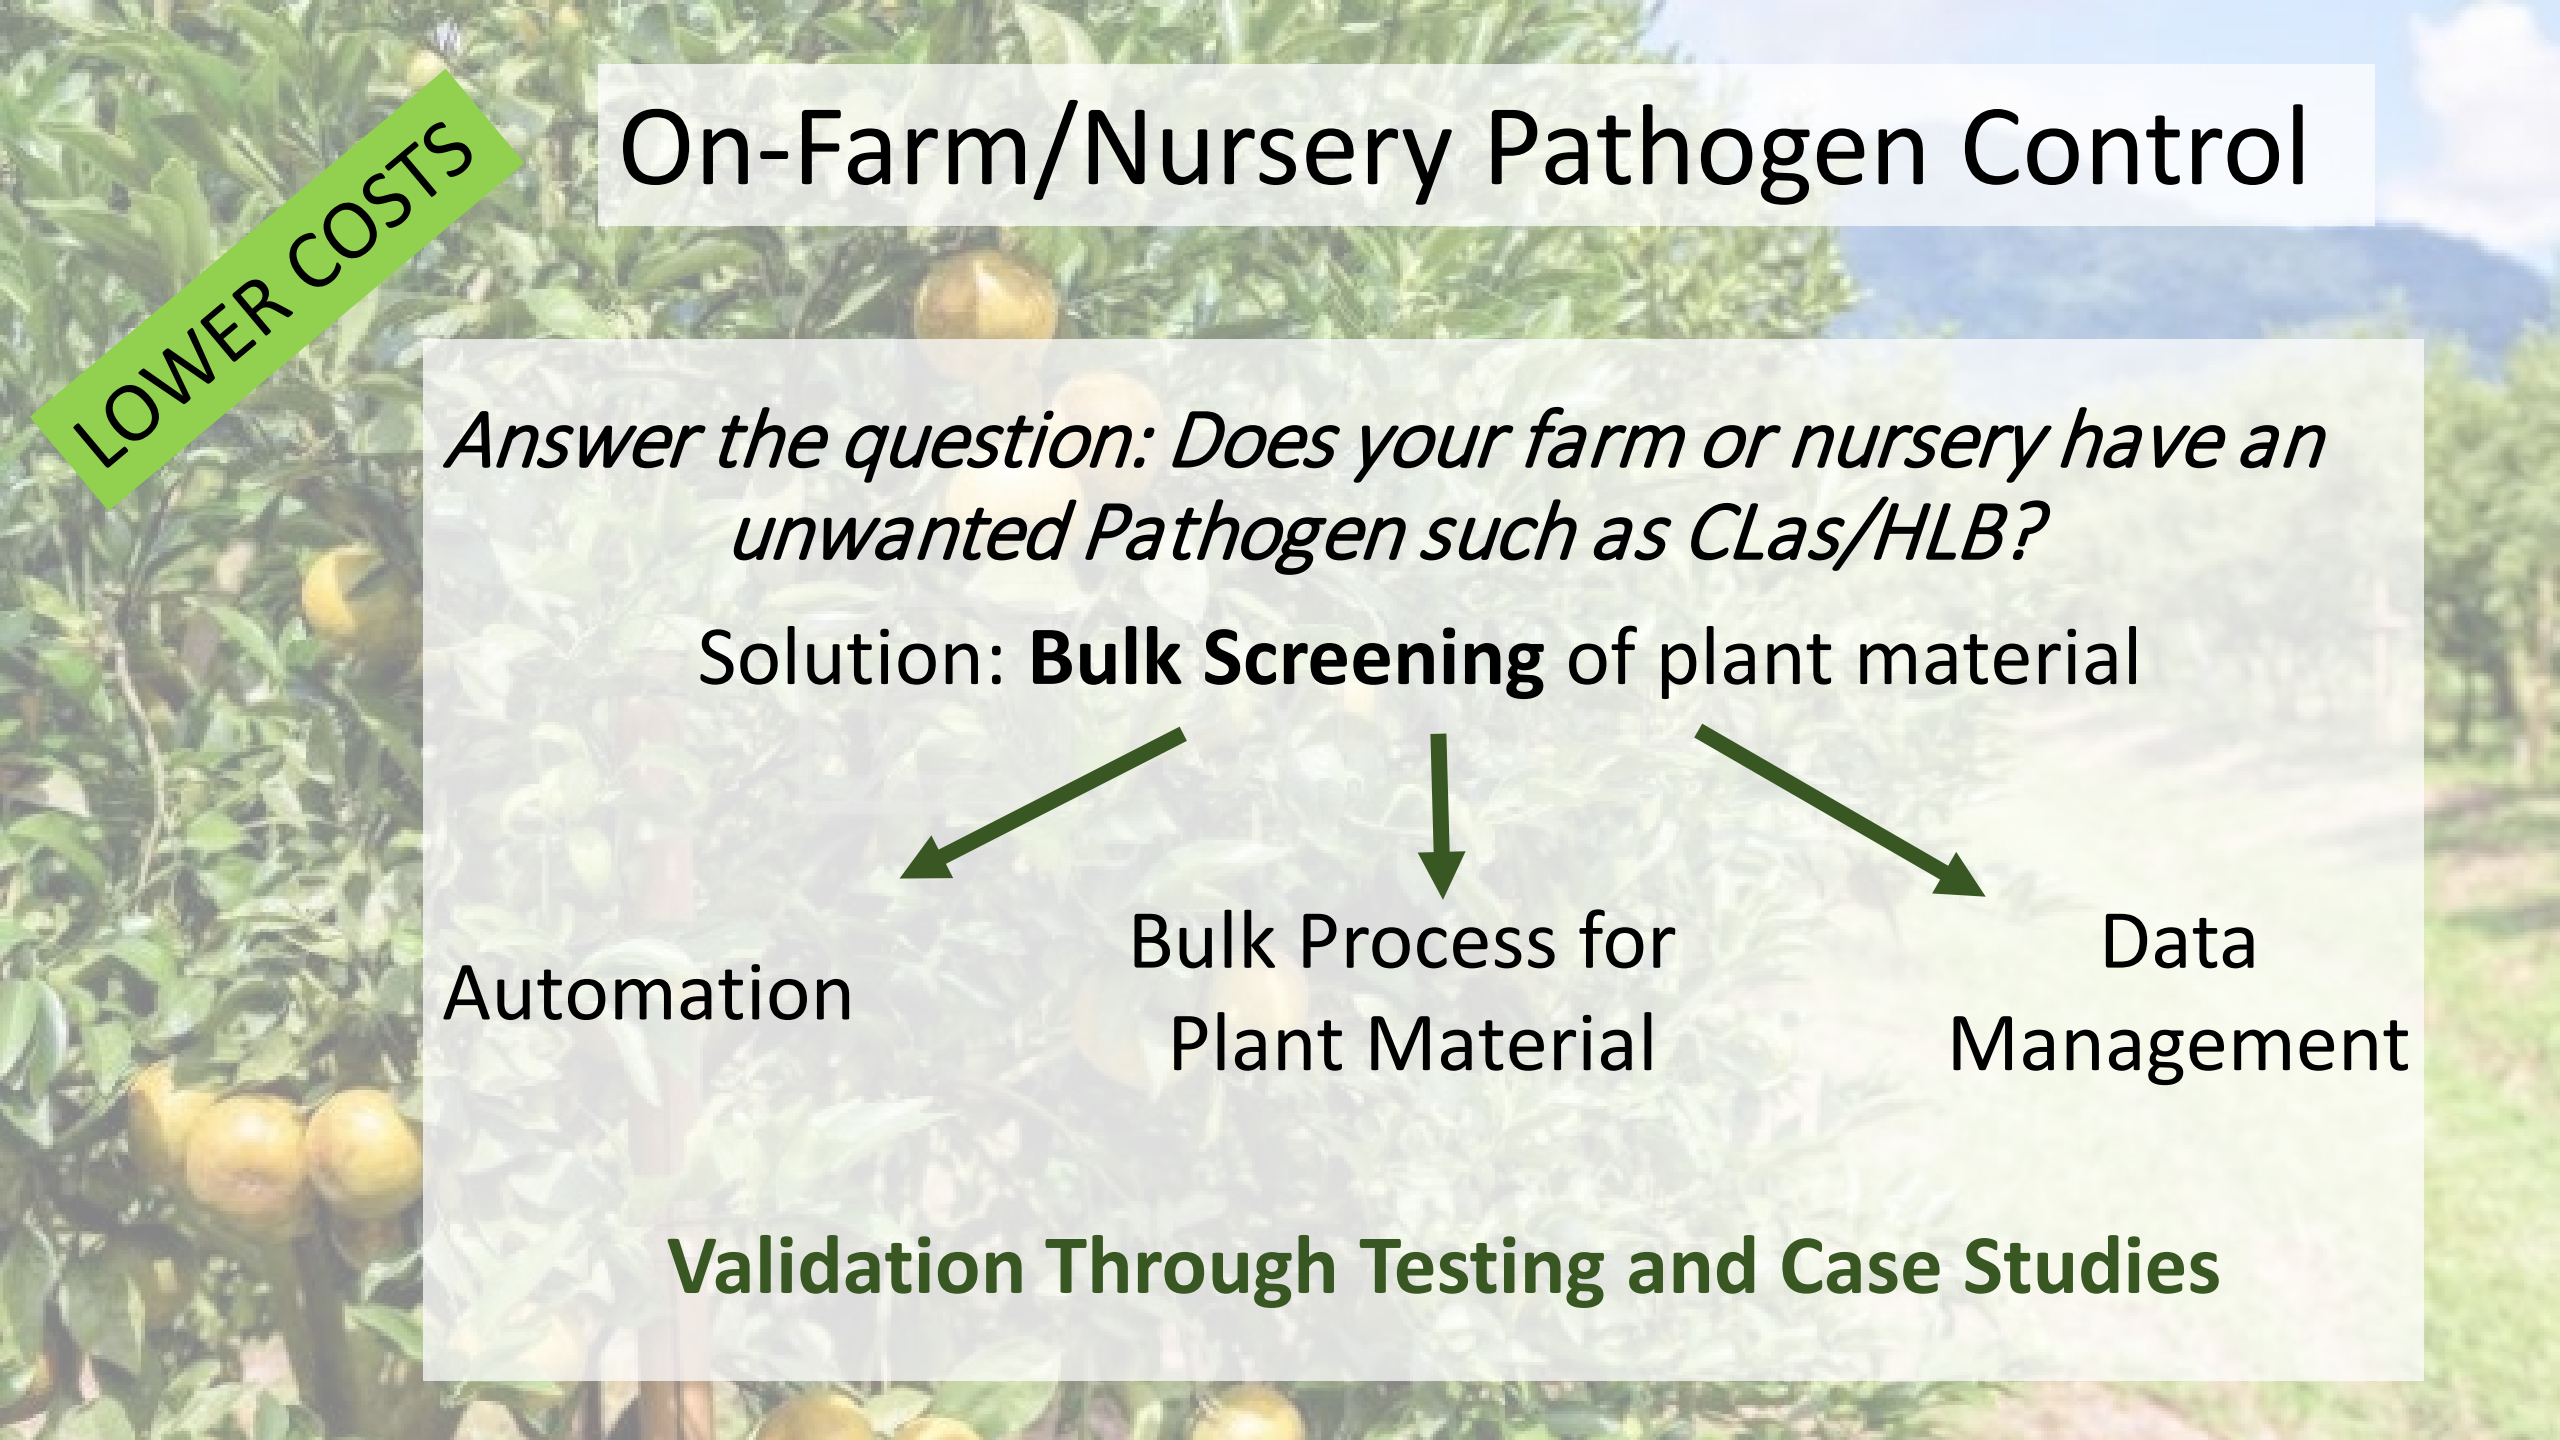 LOWER COSTS
On-Farm/Nursery Pathogen Control
Answer the question: Does your farm or nursery have an
unwanted Pathogen such as CLas/HLB?
Solution: Bulk Screening of plant material
Automation
Bulk Process for
Plant Material
Data
Management
Validation Through Testing and Case Studies